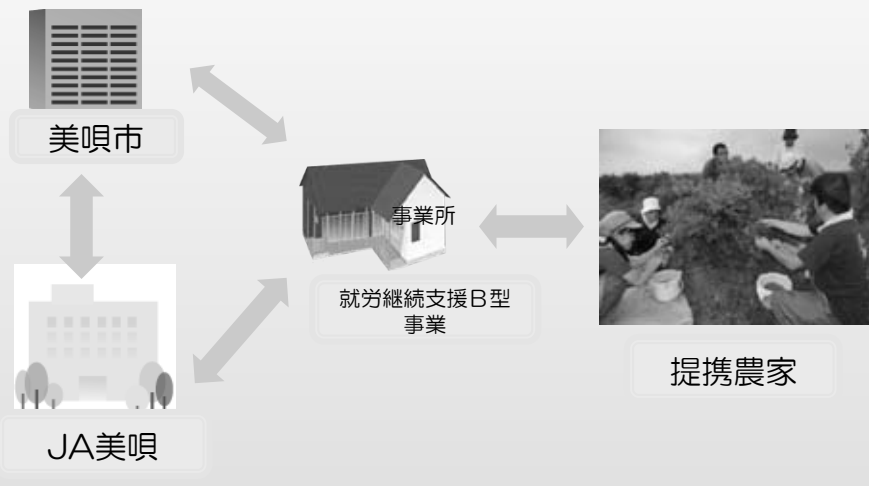 美唄市
事業所
就労継続支援Ｂ型
事業
提携農家
JA美唄